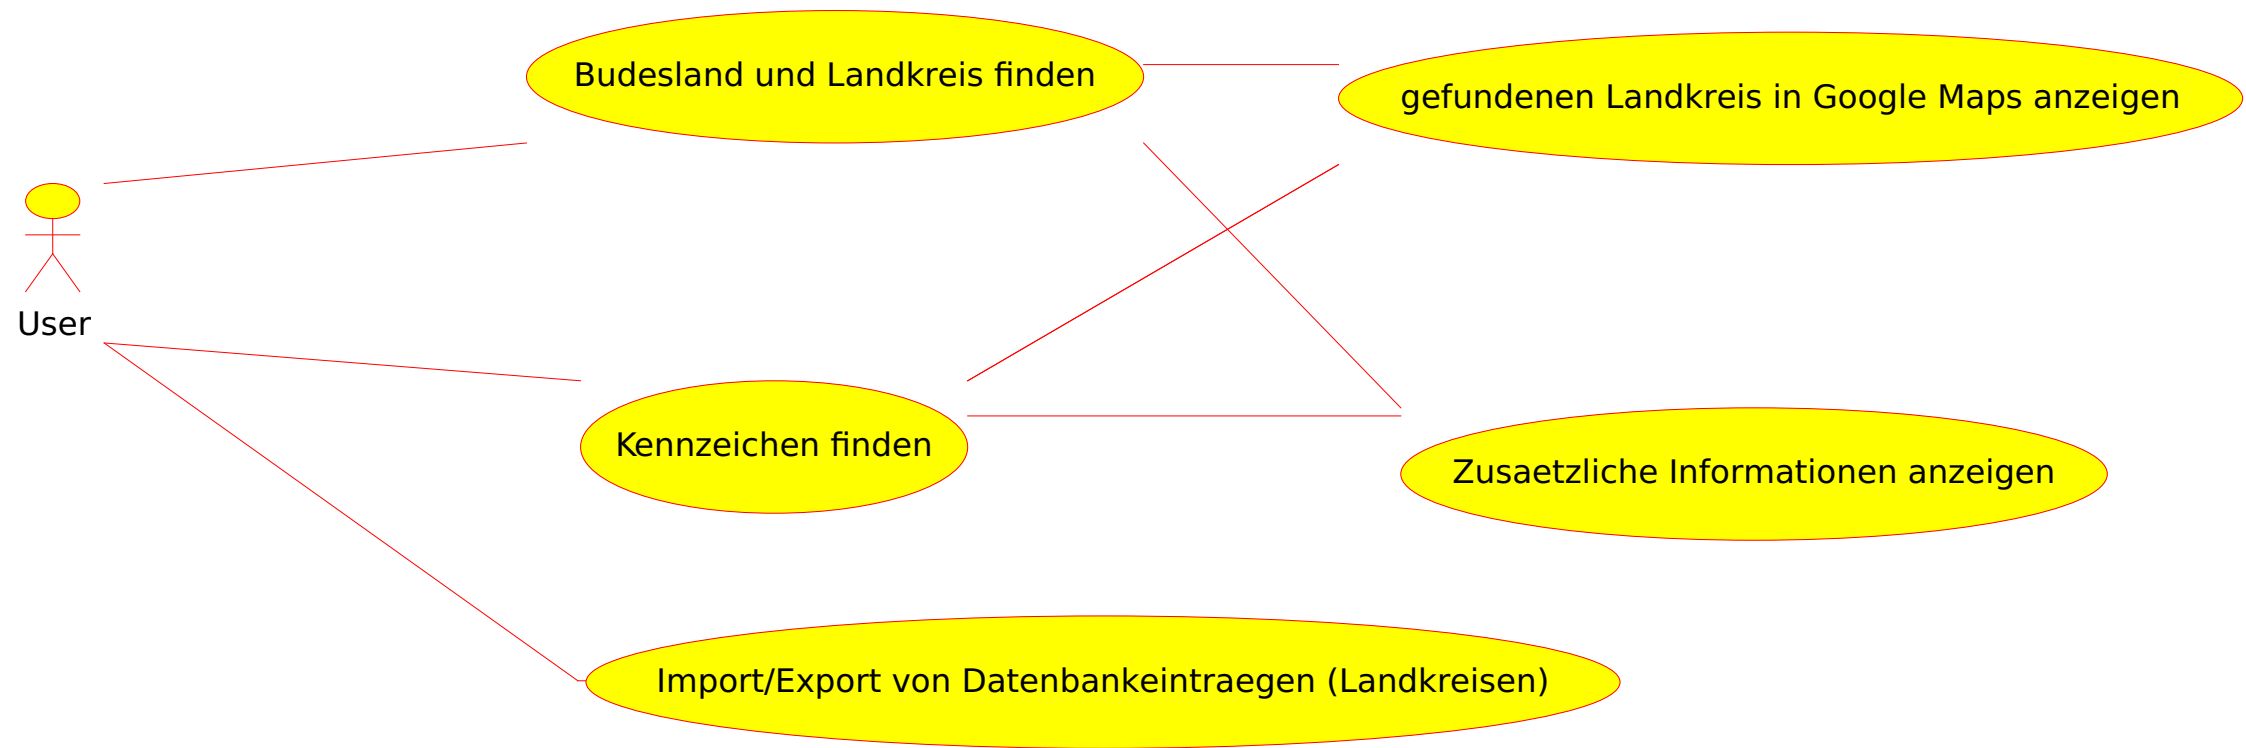 Budesland und Landkreis finden
gefundenen Landkreis in Google Maps anzeigen
User
Kennzeichen finden
Zusaetzliche Informationen anzeigen
Import/Export von Datenbankeintraegen (Landkreisen)